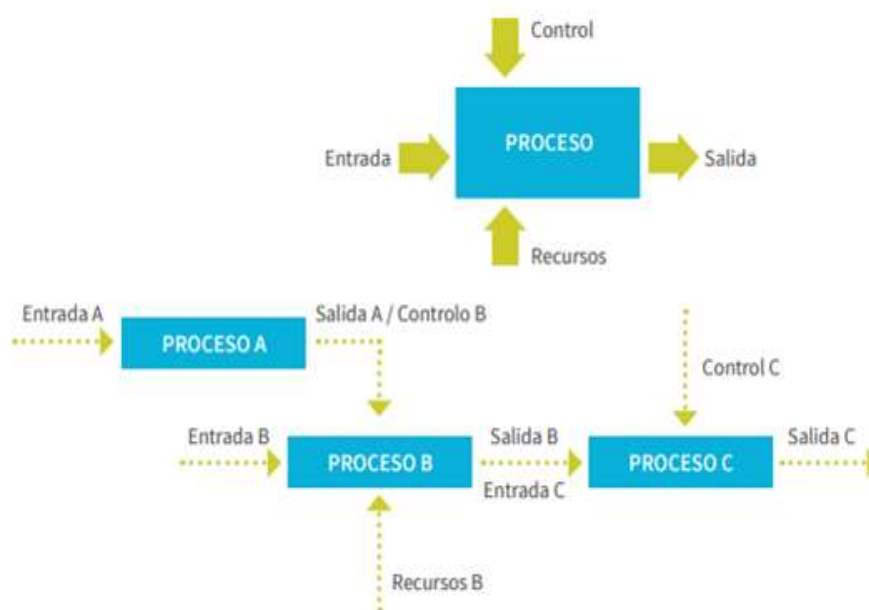 Control
PROCESO
Entrada
Salida
Recursos
Entrada A
Salida A / Controlo B
PROCESO A
Control C
Entrada B
Salida B
Salida C
PROCESO B
PROCESO C
Entrada C
Recursos B